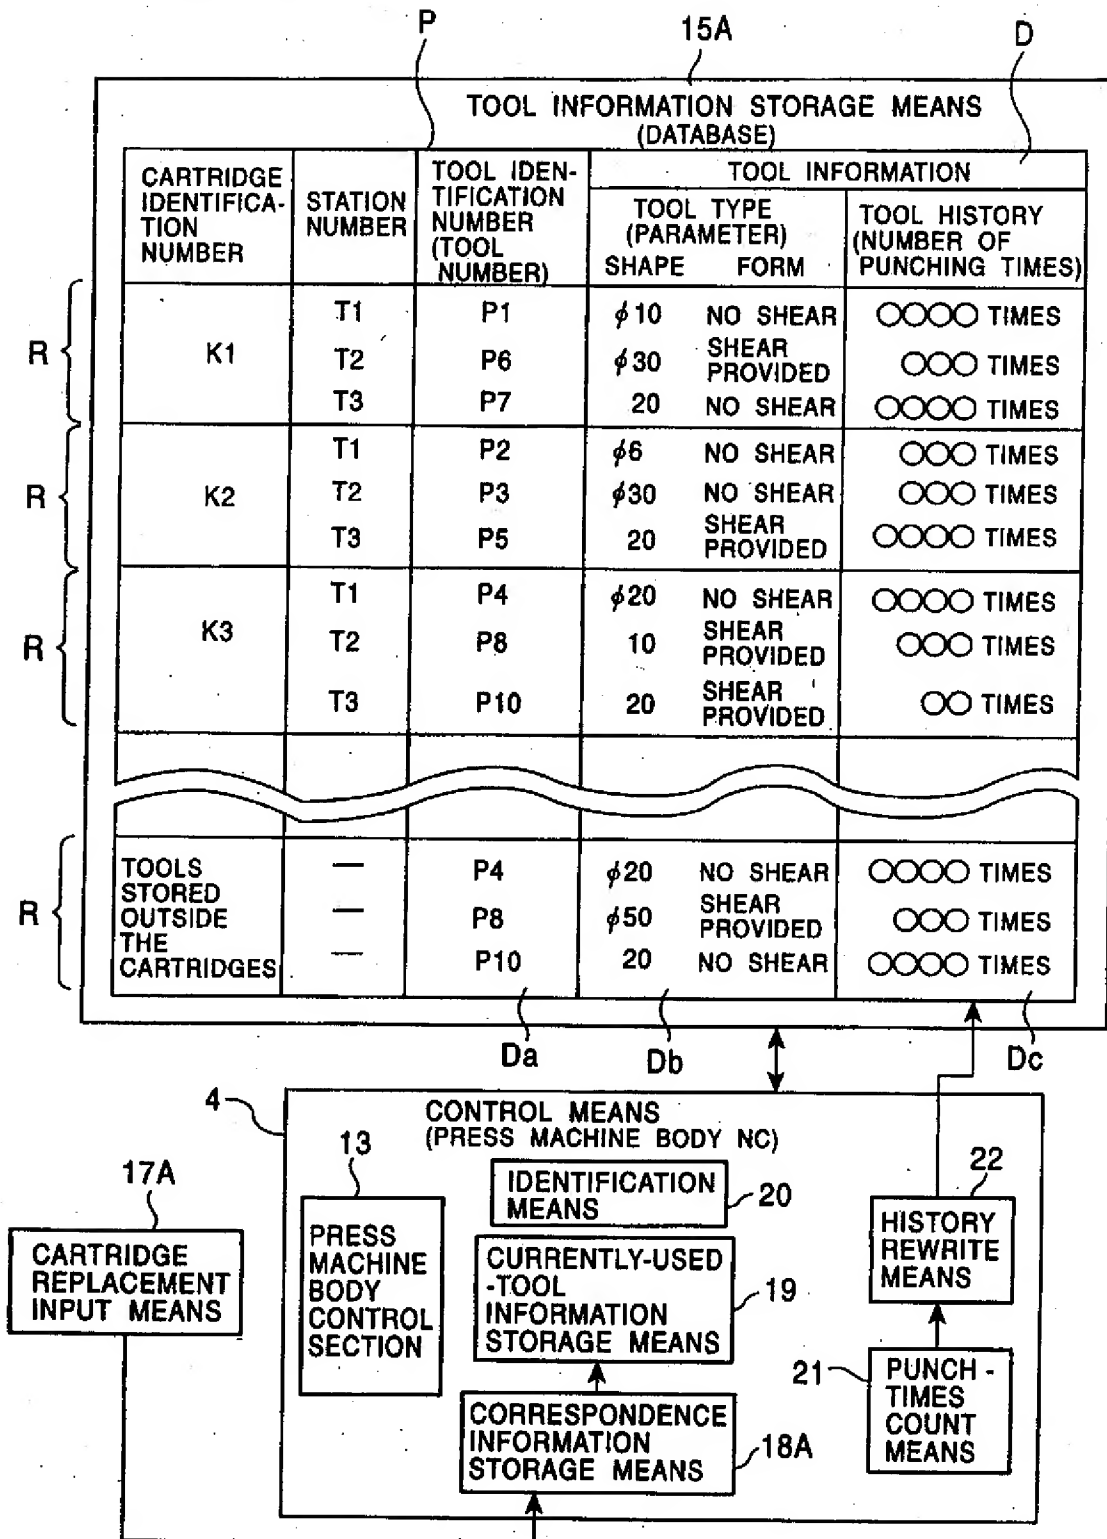 P
15A
D
TOOL INFORMATION STORAGE MEANS
(DATABASE)
CARTRIDGE
IDENTIFICA-
TION
NUMBER
STATION
NUMBER
TOOL IDEN-
TIFICATION
NUMBER
(TOOL
NUMBER)
TOOL INFORMATION
TOOL TYPE
(PARAMETER)
SHAPE FORM
TOOL HISTORY
(NUMBER OF
PUNCHING TIMES)
R
K1
T1 P1 ϕ10 NO SHEAR ○○○○ TIMES
T2 P6 ϕ30 SHEAR PROVIDED ○○○ TIMES
T3 P7 20 NO SHEAR ○○○○ TIMES
R
K2
T1 P2 ϕ6 NO SHEAR ○○○ TIMES
T2 P3 ϕ30 NO SHEAR ○○○ TIMES
T3 P5 20 SHEAR PROVIDED ○○○○ TIMES
R
K3
T1 P4 ϕ20 NO SHEAR ○○○○ TIMES
T2 P8 10 SHEAR PROVIDED ○○○ TIMES
T3 P10 20 SHEAR PROVIDED ○○ TIMES
R
TOOLS
STORED
OUTSIDE
THE
CARTRIDGES
— P4 ϕ20 NO SHEAR ○○○○ TIMES
— P8 ϕ50 SHEAR PROVIDED ○○○ TIMES
— P10 20 NO SHEAR ○○○○ TIMES
Da
Db
Dc
4
CONTROL MEANS
(PRESS MACHINE BODY NC)
13
PRESS
MACHINE
BODY
CONTROL
SECTION
IDENTIFICATION
MEANS
20
CURRENTLY-USED
-TOOL
INFORMATION
STORAGE MEANS
19
CORRESPONDENCE
INFORMATION
STORAGE MEANS
18A
22
HISTORY
REWRITE
MEANS
21
PUNCH-
TIMES
COUNT
MEANS
17A
CARTRIDGE
REPLACEMENT
INPUT MEANS